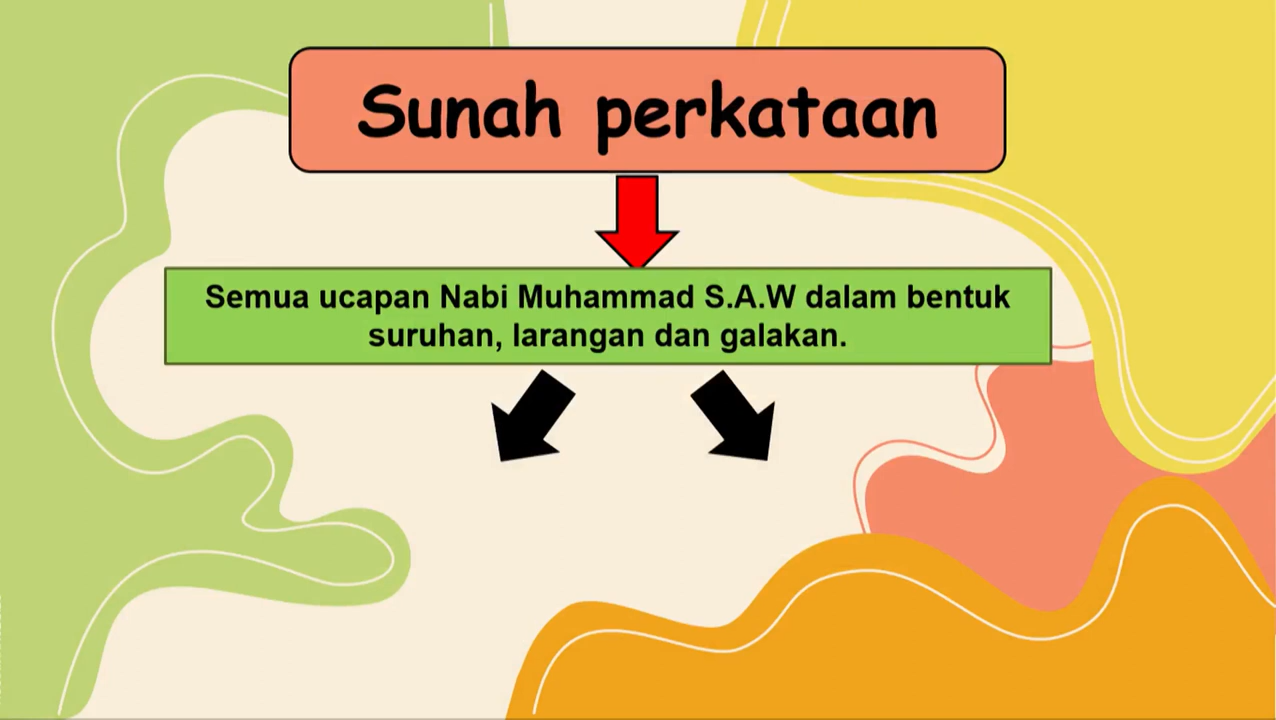 Sunah perkataan
Semua ucapan Nabi Muhammad S.A.W dalam bentuk
suruhan, larangan dan galakan.